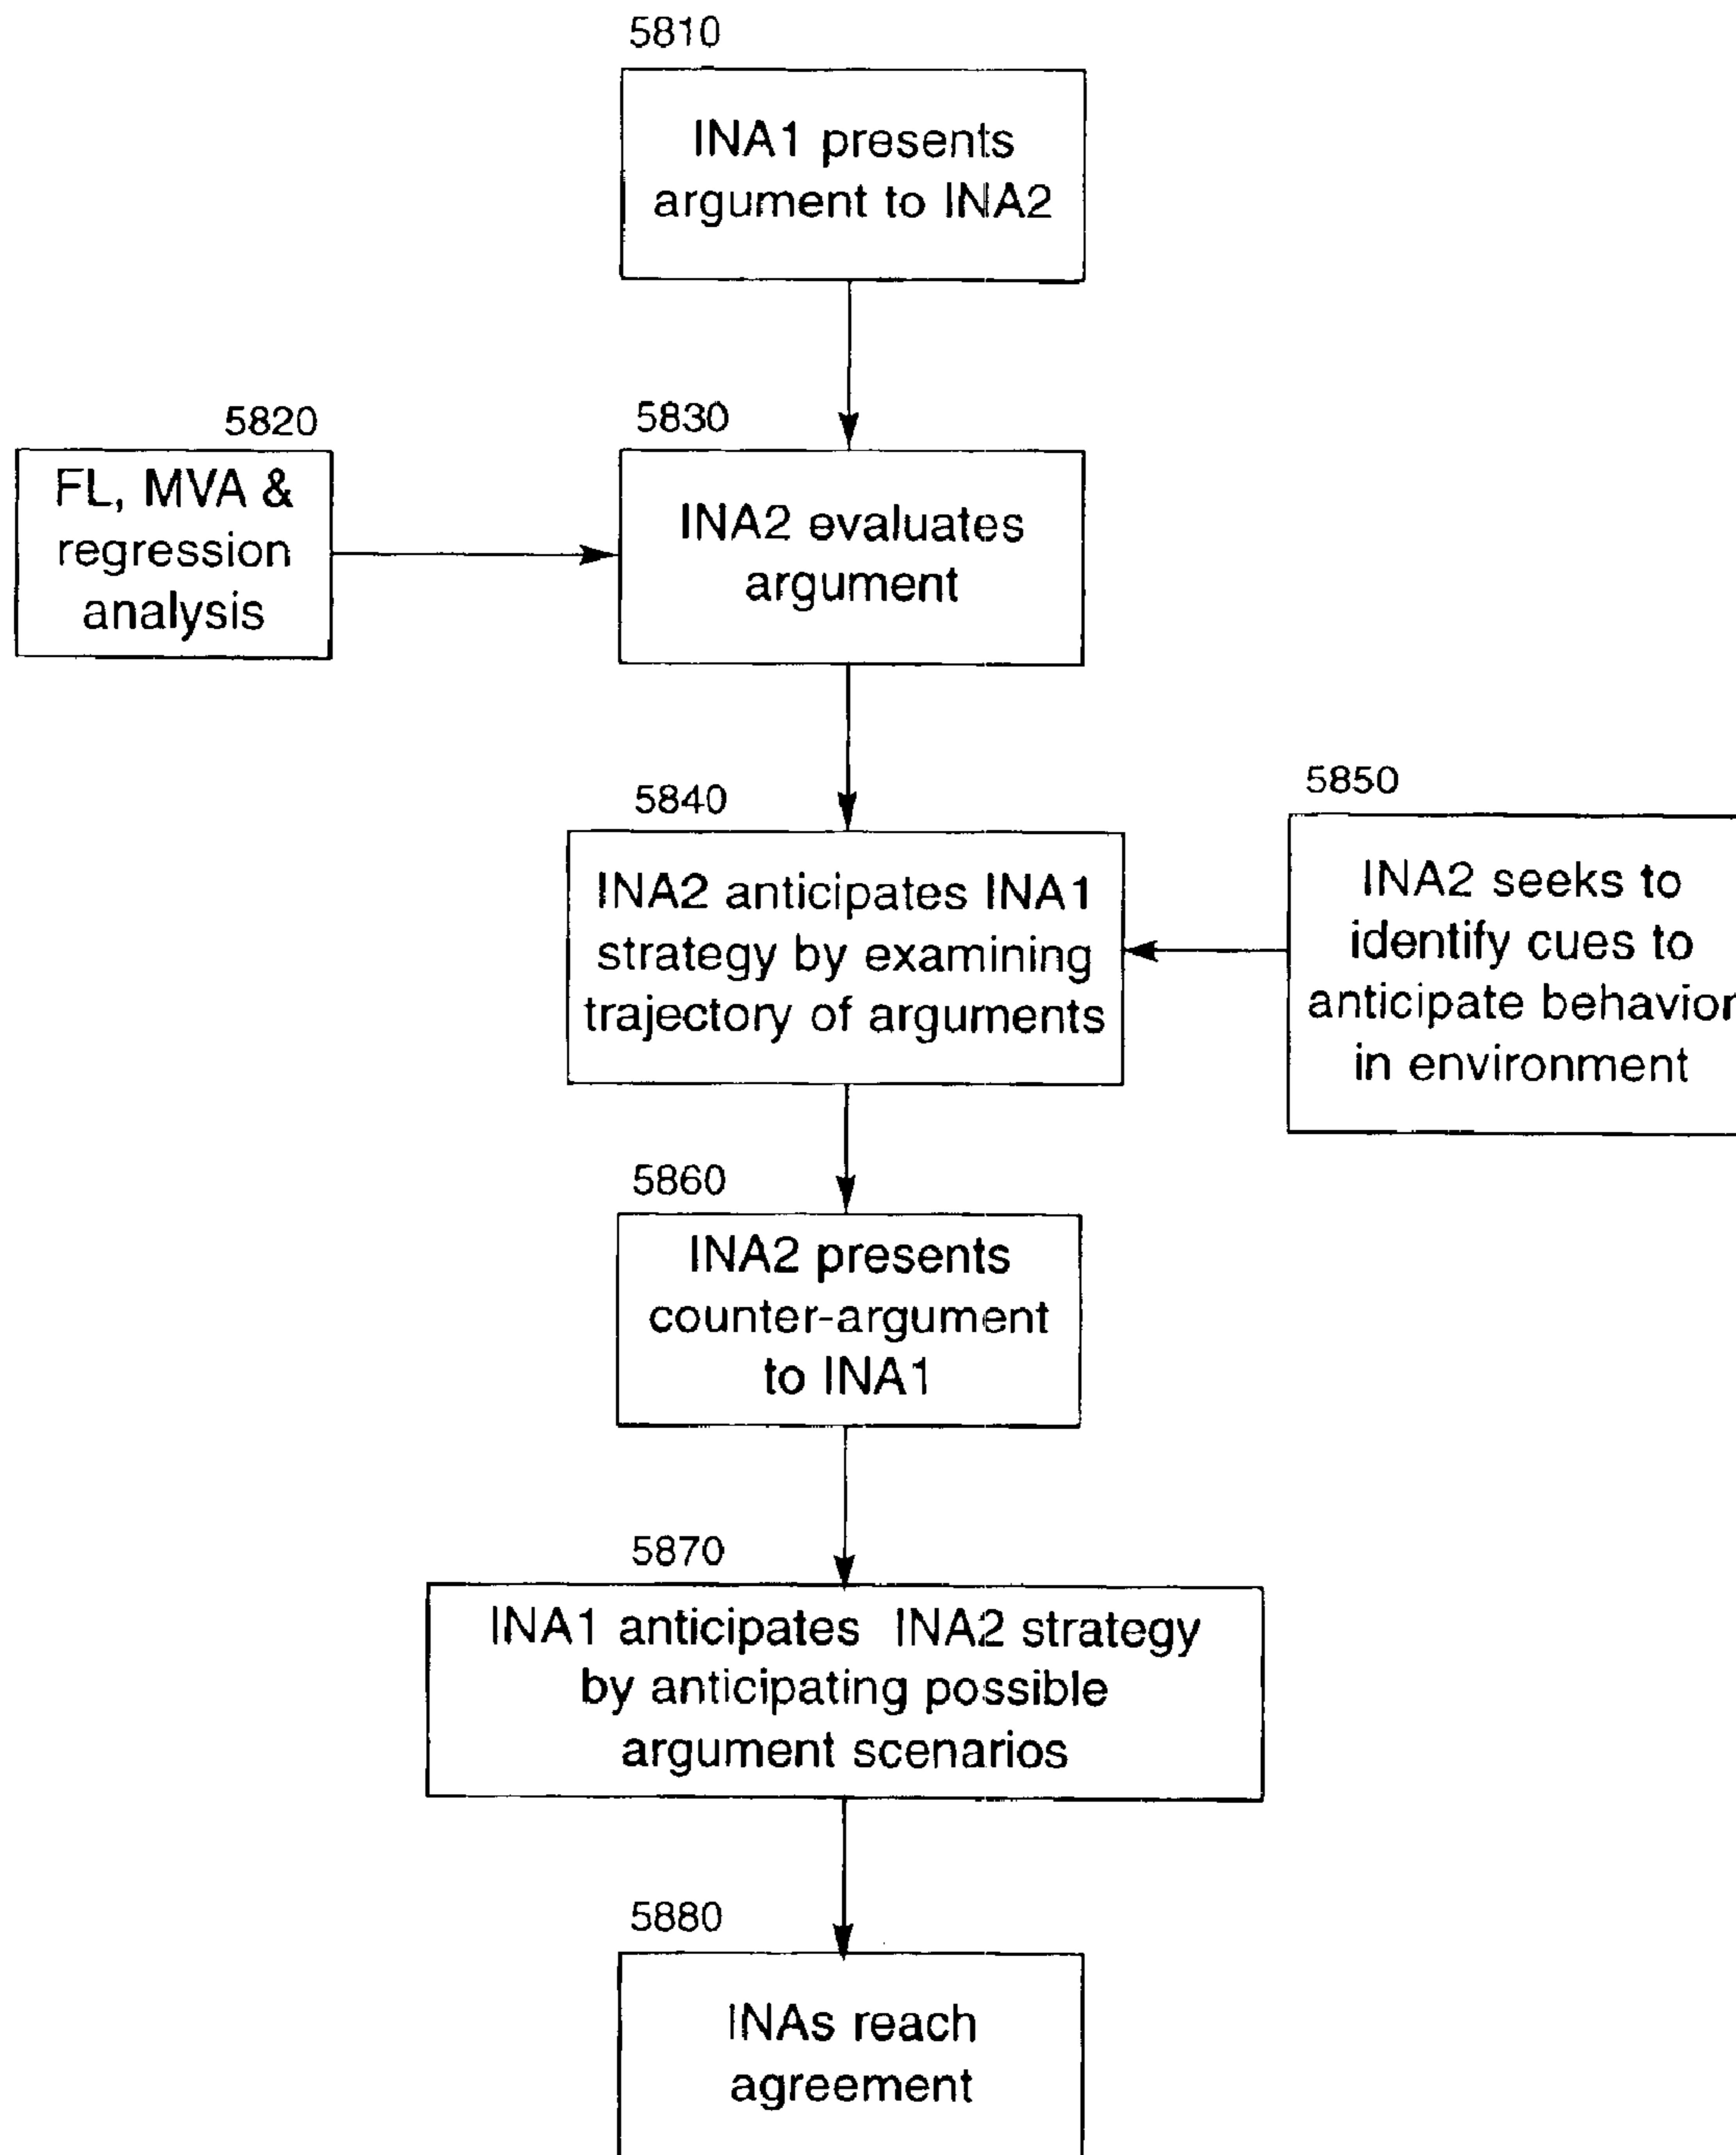 5810
INA1 presents
argument to INA2
5820
FL, MVA &
regression
analysis
5830
INA2 evaluates
argument
5840
INA2 anticipates INA1
strategy by examining
trajectory of arguments
5850
INA2 seeks to
identify cues to
anticipate behavior
in environment
5860
INA2 presents
counter-argument
to INA1
5870
INA1 anticipates INA2 strategy
by anticipating possible
argument scenarios
5880
INAs reach
agreement